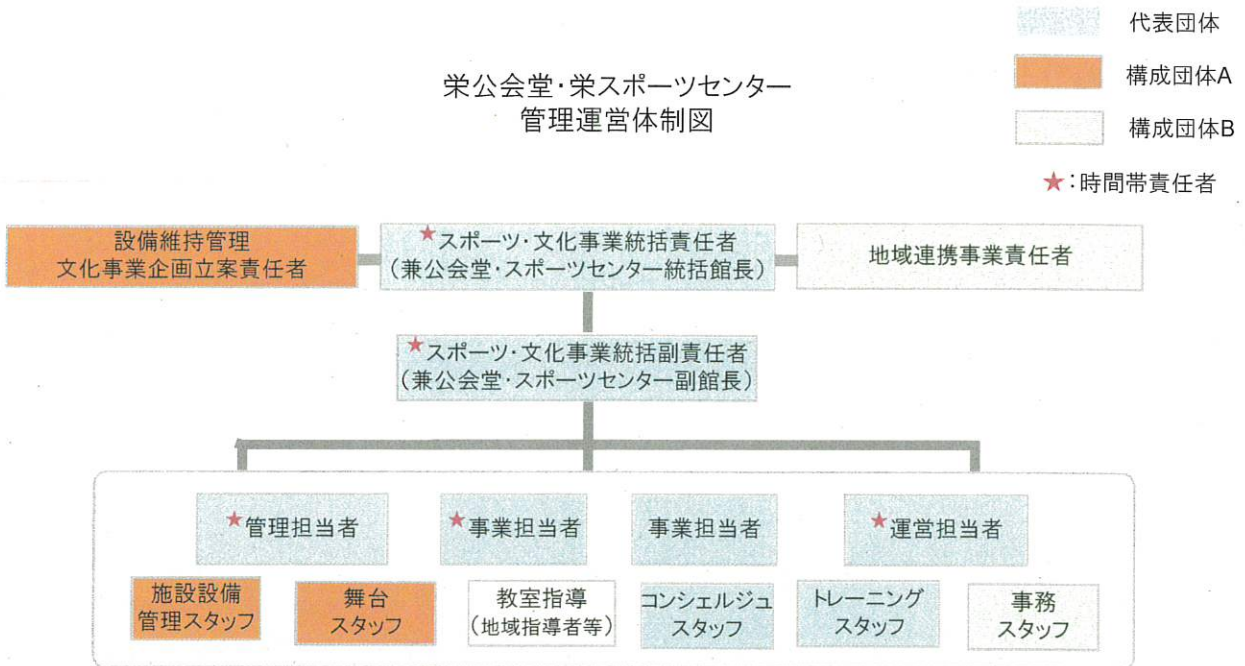 代表団体
構成団体A
構成団体B
★:時間帯責任者
栄公会堂・栄スポーツセンター
管理運営体制図
設備維持管理
文化事業企画立案責任者
★スポーツ・文化事業統括責任者
(兼公会堂・スポーツセンター統括館長)
地域連携事業責任者
★スポーツ・文化事業統括副責任者
(兼公会堂・スポーツセンター副館長)
★管理担当者
★事業担当者
事業担当者
★運営担当者
施設設備
管理スタッフ
舞台
スタッフ
教室指導
(地域指導者等)
コンシェルジュ
スタッフ
トレーニング
スタッフ
事務
スタッフ